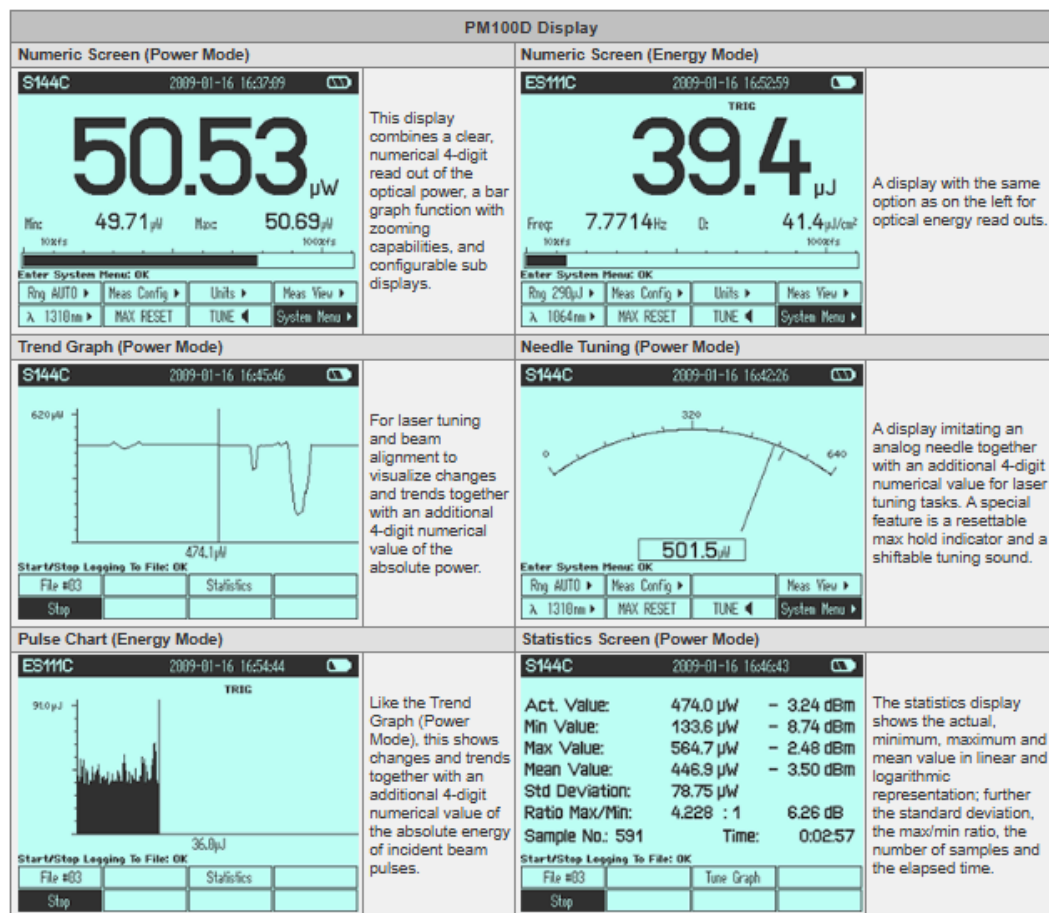 PM100D Display
Numeric Screen (Power Mode)
S144C 2009-01-16 16:37:09
50.53 µW
Min: 49.71 µW Max: 50.69 µW
10%fs 100%fs
Enter System Menu: OK
Rng AUTO Meas Config Units Meas View
λ 1310nm MAX RESET TUNE System Menu
This display
combines a clear,
numerical 4-digit
read out of the
optical power, a bar
graph function with
zooming
capabilities, and
configurable sub
displays.
Numeric Screen (Energy Mode)
ES111C 2009-01-16 16:52:59
TRIG
39.4 µJ
Freq: 7.7714Hz D: 41.4µJ/cm²
10%fs 100%fs
Enter System Menu: OK
Rng 290µJ Meas Config Units Meas View
λ 1064nm MAX RESET TUNE System Menu
A display with the same
option as on the left for
optical energy read outs.
Trend Graph (Power Mode)
S144C 2009-01-16 16:45:46
620µW
474.1µW
Start/Stop Logging To File: OK
File #03 Statistics
Stop
For laser tuning
and beam
alignment to
visualize changes
and trends together
with an additional
4-digit numerical
value of the
absolute power.
Needle Tuning (Power Mode)
S144C 2009-01-16 16:42:26
320
0 640
501.5µW
Enter System Menu: OK
Rng AUTO Meas Config Meas View
λ 1310nm MAX RESET TUNE System Menu
A display imitating an
analog needle together
with an additional 4-digit
numerical value for laser
tuning tasks. A special
feature is a resettable
max hold indicator and a
shiftable tuning sound.
Pulse Chart (Energy Mode)
ES111C 2009-01-16 16:54:44
TRIG
91.0µJ
36.0µJ
Start/Stop Logging To File: OK
File #03 Statistics
Stop
Like the Trend
Graph (Power
Mode), this shows
changes and trends
together with an
additional 4-digit
numerical value of
the absolute energy
of incident beam
pulses.
Statistics Screen (Power Mode)
S144C 2009-01-16 16:46:43
Act. Value: 474.0 µW - 3.24 dBm
Min Value: 133.6 µW - 8.74 dBm
Max Value: 564.7 µW - 2.48 dBm
Mean Value: 446.9 µW - 3.50 dBm
Std Deviation: 78.75 µW
Ratio Max/Min: 4.228 : 1 6.26 dB
Sample No.: 591 Time: 0:02:57
Start/Stop Logging To File: OK
File #03 Tune Graph
Stop
The statistics display
shows the actual,
minimum, maximum and
mean value in linear and
logarithmic
representation; further
the standard deviation,
the max/min ratio, the
number of samples and
the elapsed time.